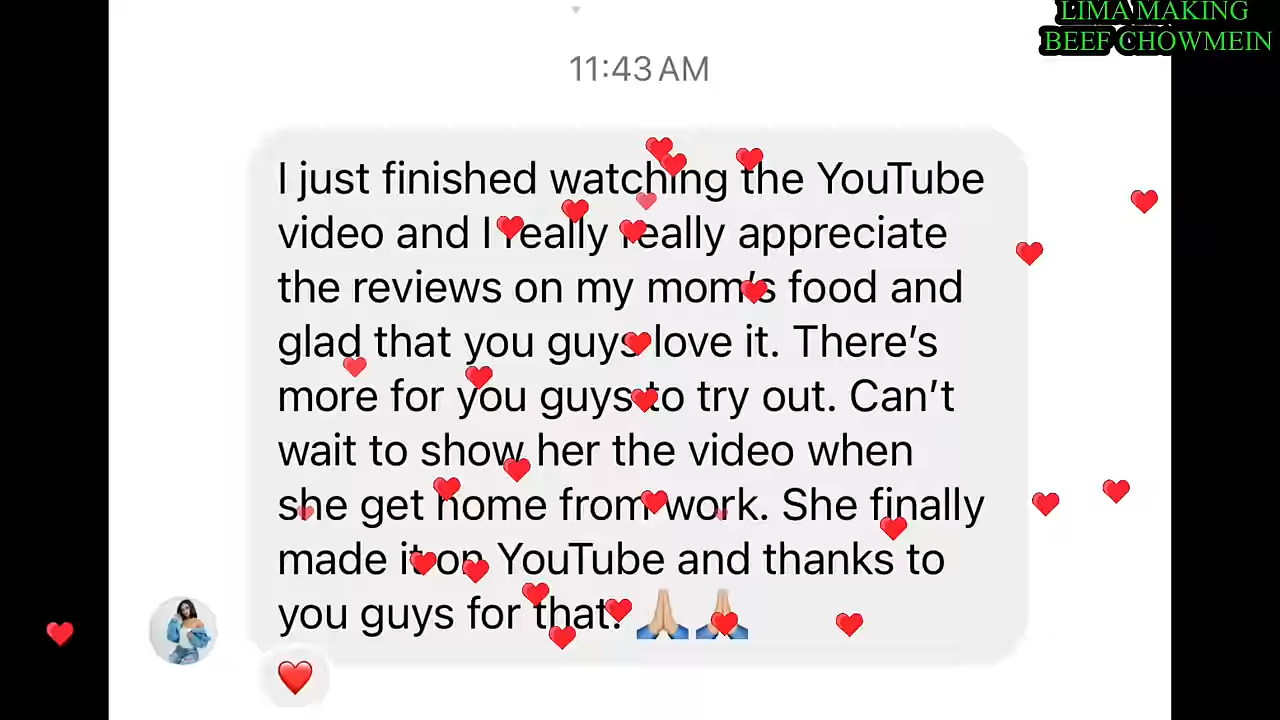 LIMA MAKING
BEEF CHOWMEIN
11:43 AM
I just finished watching the YouTube
video and I really really appreciate
the reviews on my mom's food and
glad that you guys love it. There's
more for you guys to try out. Can't
wait to show her the video when
she get home from work. She finally
made it on YouTube and thanks to
you guys for that. 🙏🏼🙏🏼